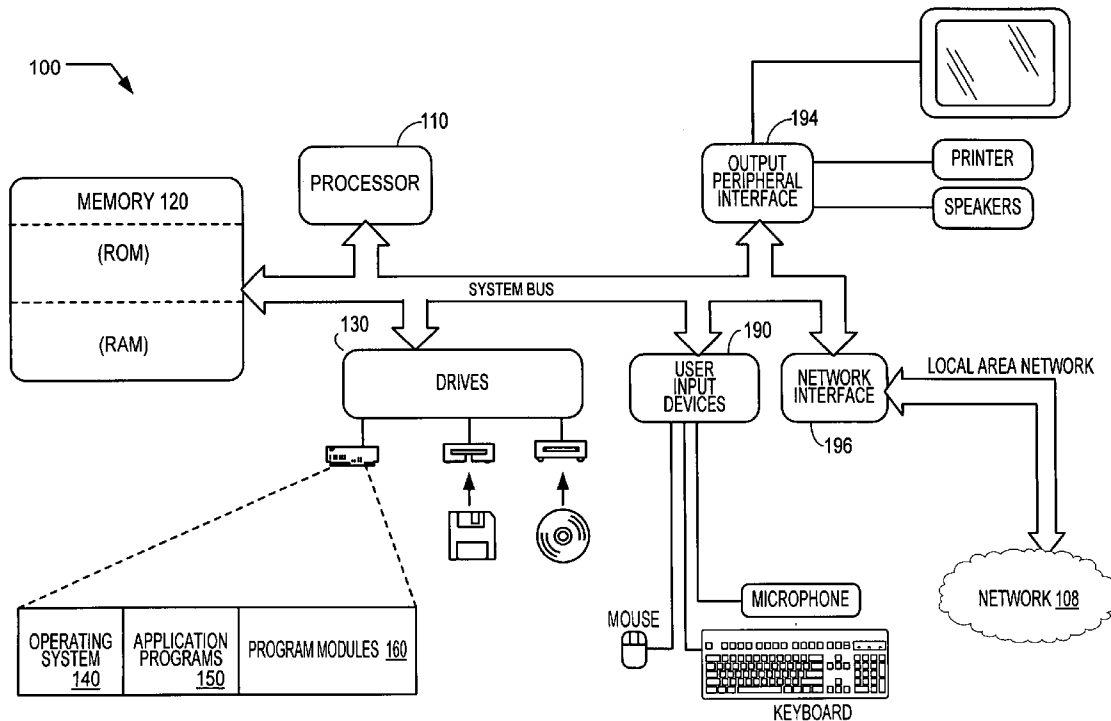 100
110
PROCESSOR
194
OUTPUT
PERIPHERAL
INTERFACE
PRINTER
SPEAKERS
MEMORY 120
(ROM)
(RAM)
SYSTEM BUS
130
DRIVES
190
USER
INPUT
DEVICES
NETWORK
INTERFACE
196
LOCAL AREA NETWORK
NETWORK 108
MICROPHONE
MOUSE
KEYBOARD
OPERATING
SYSTEM
140
APPLICATION
PROGRAMS
150
PROGRAM MODULES 160